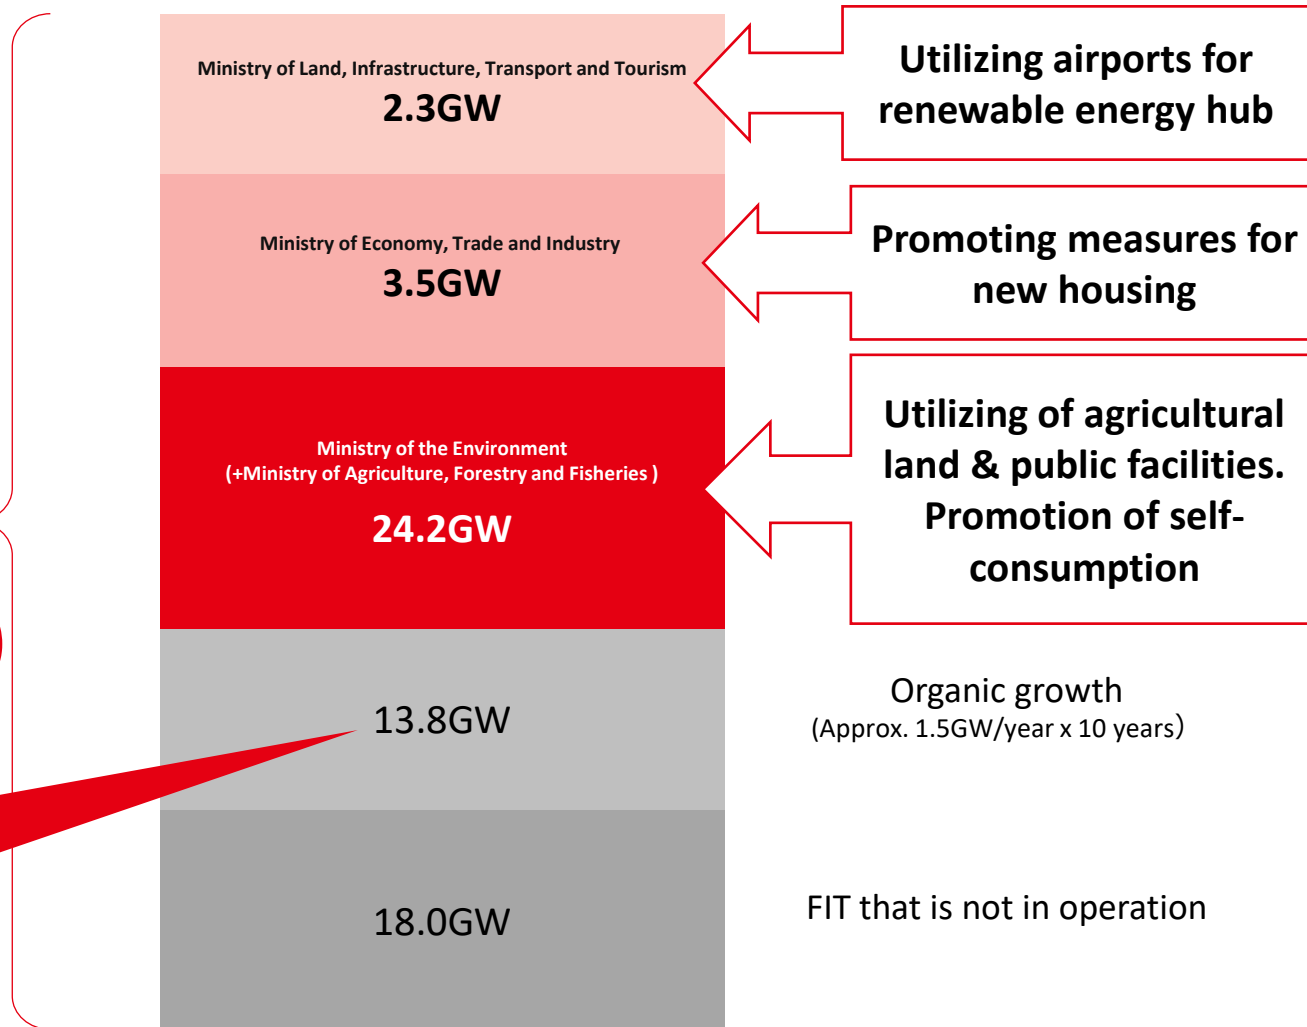 Ministry of Land, Infrastructure, Transport and Tourism
2.3GW
Utilizing airports for
renewable energy hub
Ministry of Economy, Trade and Industry
3.5GW
Promoting measures for
new housing
Ministry of the Environment
(+Ministry of Agriculture, Forestry and Fisheries )
24.2GW
Utilizing of agricultural
land & public facilities.
Promotion of self-
consumption
13.8GW
Organic growth
(Approx. 1.5GW/year x 10 years）
18.0GW
FIT that is not in operation